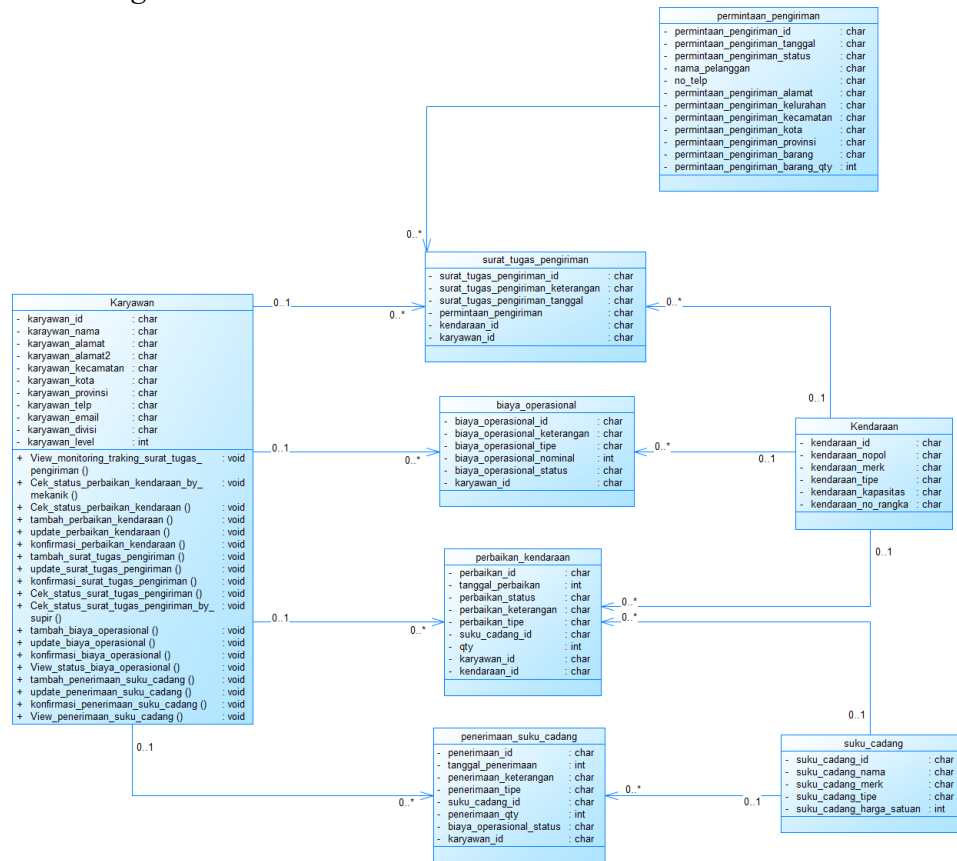 permintaan_pengiriman
- permintaan_pengiriman_id : char
- permintaan_pengiriman_tanggal : char
- permintaan_pengiriman_status : char
- nama_pelanggan : char
- no_telp : char
- permintaan_pengiriman_alamat : char
- permintaan_pengiriman_kelurahan : char
- permintaan_pengiriman_kecamatan : char
- permintaan_pengiriman_kota : char
- permintaan_pengiriman_provinsi : char
- permintaan_pengiriman_barang : char
- permintaan_pengiriman_barang_qty : int
0..*
surat_tugas_pengiriman
- surat_tugas_pengiriman_id : char
- surat_tugas_pengiriman_keterangan : char
- surat_tugas_pengiriman_tanggal : char
- permintaan_pengiriman : char
- kendaraan_id : char
- karyawan_id : char
0..1
0..*
0..*
0..1
Karyawan
- karyawan_id : char
- karaywan_nama : char
- karyawan_alamat : char
- karyawan_alamat2 : char
- karyawan_kecamatan : char
- karyawan_kota : char
- karyawan_provinsi : char
- karyawan_telp : char
- karyawan_email : char
- karyawan_divisi : char
- karyawan_level : int
+ View_monitoring_traking_surat_tugas_ : void
pengiriman ()
+ Cek_status_perbaikan_kendaraan_by_ : void
mekanik ()
+ Cek_status_perbaikan_kendaraan () : void
+ tambah_perbaikan_kendaraan () : void
+ update_perbaikan_kendaraan () : void
+ konfirmasi_perbaikan_kendaraan () : void
+ tambah_surat_tugas_pengiriman () : void
+ update_surat_tugas_pengiriman () : void
+ konfirmasi_surat_tugas_pengiriman () : void
+ Cek_status_surat_tugas_pengiriman () : void
+ Cek_status_surat_tugas_pengiriman_by_ : void
supir ()
+ tambah_biaya_operasional () : void
+ update_biaya_operasional () : void
+ konfirmasi_biaya_operasional () : void
+ View_status_biaya_operasional () : void
+ tambah_penerimaan_suku_cadang () : void
+ update_penerimaan_suku_cadang () : void
+ konfirmasi_penerimaan_suku_cadang () : void
+ View_penerimaan_suku_cadang () : void
biaya_operasional
- biaya_operasional_id : char
- biaya_operasional_keterangan : char
- biaya_operasional_tipe : char
- biaya_operasional_nominal : int
- biaya_operasional_status : char
- karyawan_id : char
0..1
0..*
0..*
0..1
Kendaraan
- kendaraan_id : char
- kendaraan_nopol : char
- kendaraan_merk : char
- kendaraan_tipe : char
- kendaraan_kapasitas : char
- kendaraan_no_rangka : char
0..1
perbaikan_kendaraan
- perbaikan_id : char
- tanggal_perbaikan : int
- perbaikan_status : char
- perbaikan_keterangan : char
- perbaikan_tipe : char
- suku_cadang_id : char
- qty : int
- karyawan_id : char
- kendaraan_id : char
0..*
0..*
0..1
0..*
0..1
0..1
penerimaan_suku_cadang
- penerimaan_id : char
- tanggal_penerimaan : int
- penerimaan_keterangan : char
- penerimaan_tipe : char
- suku_cadang_id : char
- penerimaan_qty : int
- biaya_operasional_status : char
- karyawan_id : char
0..*
0..*
0..1
suku_cadang
- suku_cadang_id : char
- suku_cadang_nama : char
- suku_cadang_merk : char
- suku_cadang_tipe : char
- suku_cadang_harga_satuan : int